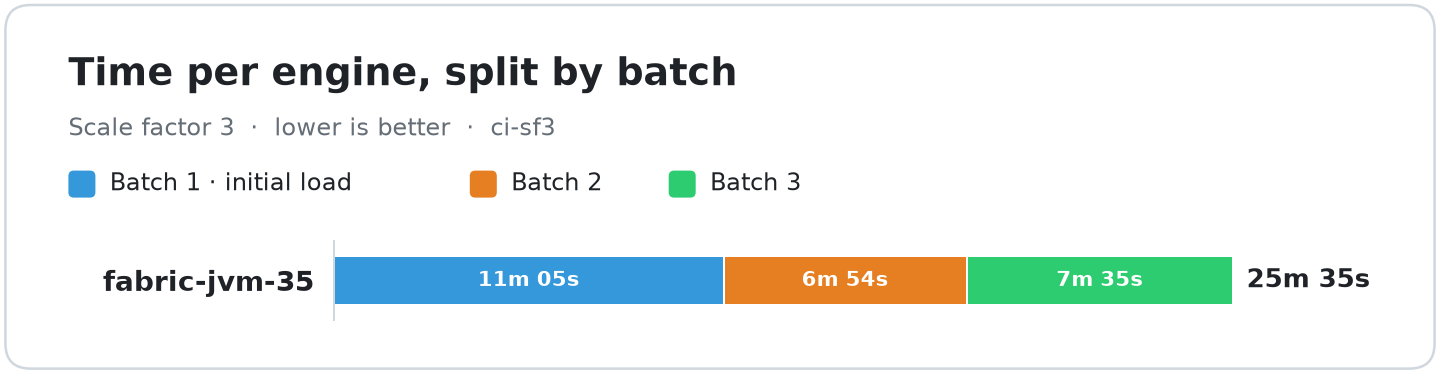 Time per engine, split by batch
Scale factor 3 · lower is better · ci-sf3
Batch 1 · initial load Batch 2 Batch 3
fabric-jvm-35 11m 05s 6m 54s 7m 35s 25m 35s